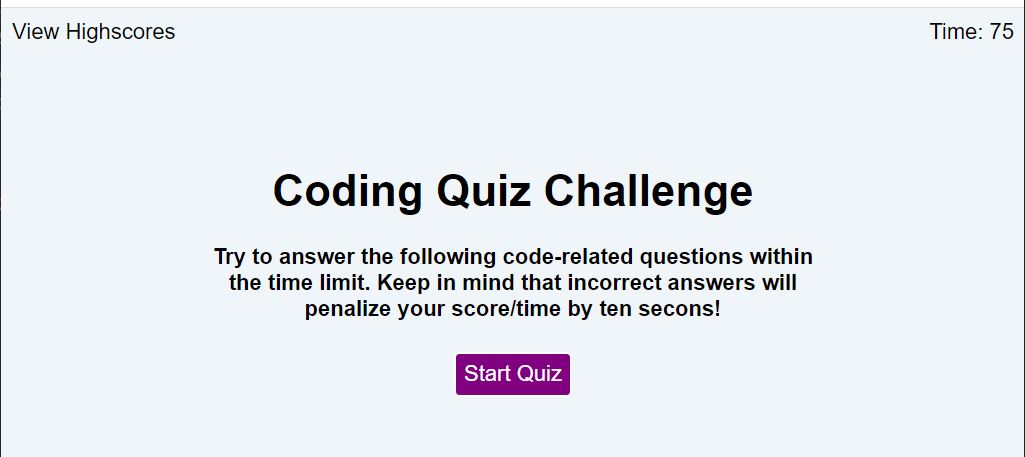 View Highscores
Time: 75
Coding Quiz Challenge
Try to answer the following code-related questions within
the time limit. Keep in mind that incorrect answers will
penalize your score/time by ten secons!
Start Quiz